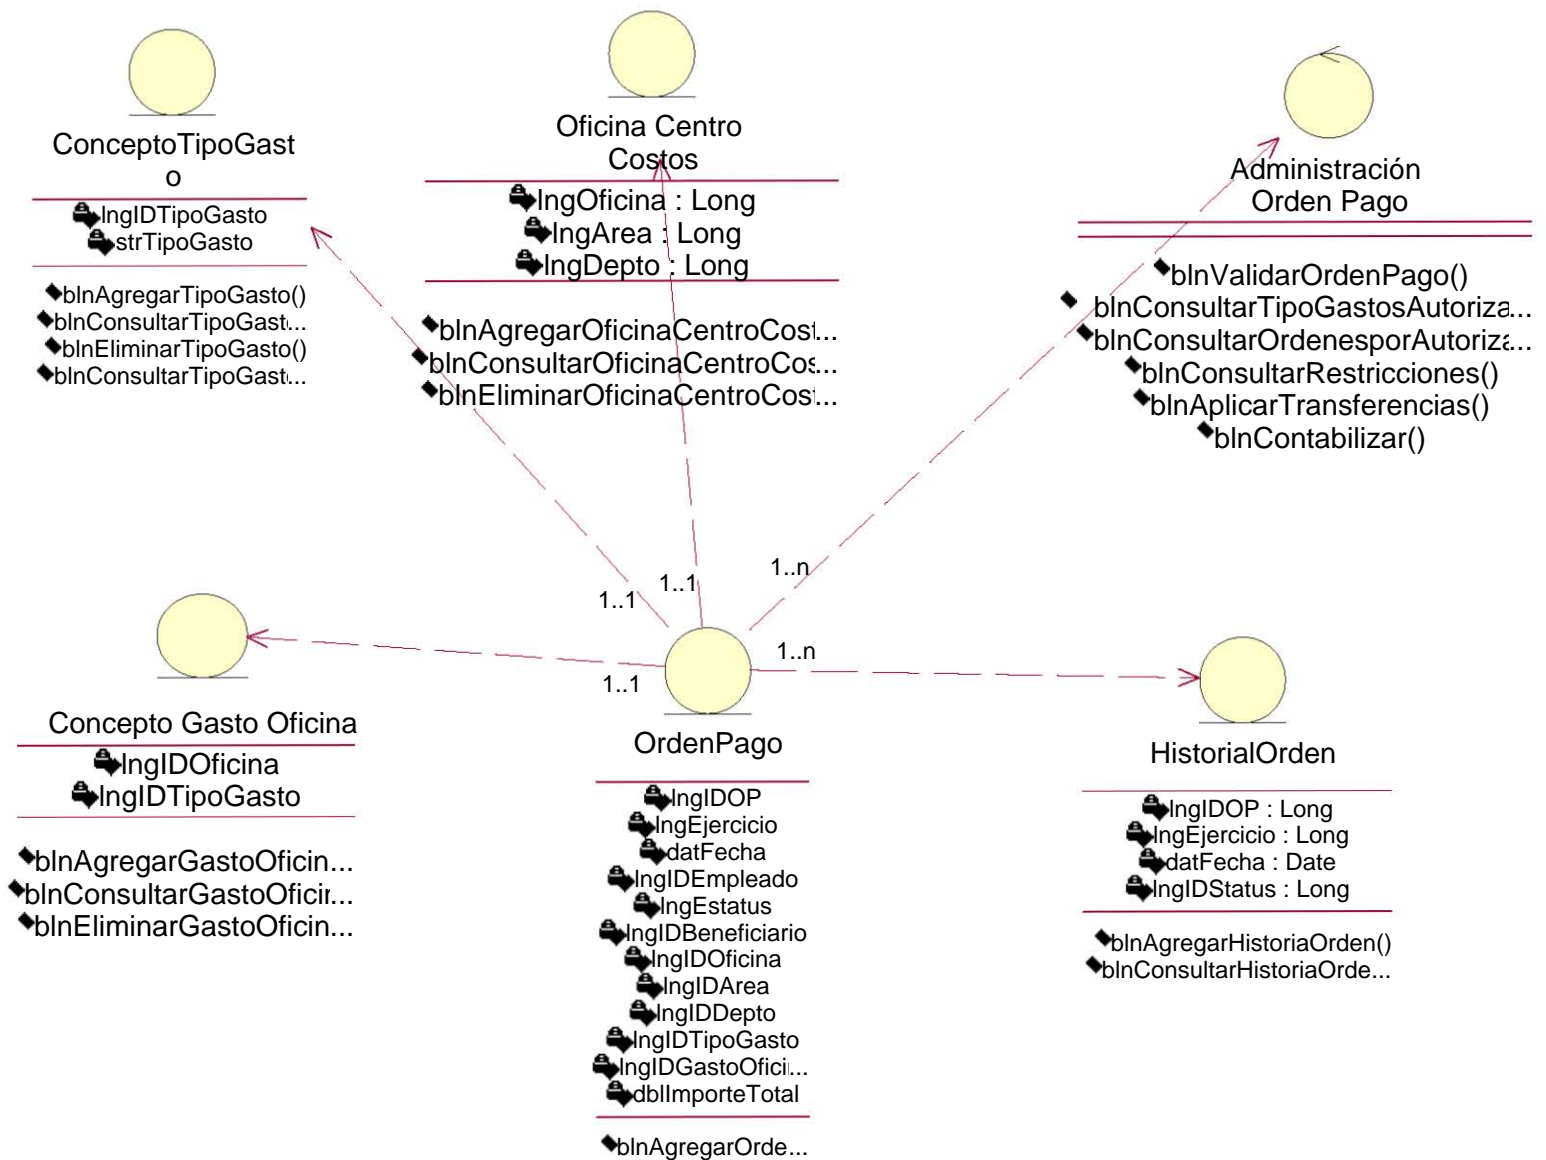 ConceptoTipoGast
o
lngIDTipoGasto
strTipoGasto
blnAgregarTipoGasto()
blnConsultarTipoGast...
blnEliminarTipoGasto()
blnConsultarTipoGast...
Oficina Centro
Costos
lngOficina : Long
lngArea : Long
lngDepto : Long
blnAgregarOficinaCentroCost...
blnConsultarOficinaCentroCos...
blnEliminarOficinaCentroCost...
Administración
Orden Pago
blnValidarOrdenPago()
blnConsultarTipoGastosAutoriza...
blnConsultarOrdenesporAutoriza...
blnConsultarRestricciones()
blnAplicarTransferencias()
blnContabilizar()
1..1
1..1
1..n
1..1
1..n
Concepto Gasto Oficina
lngIDOficina
lngIDTipoGasto
blnAgregarGastoOficin...
blnConsultarGastoOficin...
blnEliminarGastoOficin...
OrdenPago
lngIDOP
lngEjercicio
datFecha
lngIDEmpleado
lngEstatus
lngIDBeneficiario
lngIDOficina
lngIDArea
lngIDDepto
lngIDTipoGasto
lngIDGastoOfici...
dblImporteTotal
blnAgregarOrde...
HistorialOrden
lngIDOP : Long
lngEjercicio : Long
datFecha : Date
lngIDStatus : Long
blnAgregarHistoriaOrden()
blnConsultarHistoriaOrde...